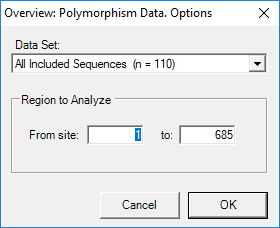 Overview: Polymorphism Data. Options
Data Set:
All Included Sequences (n = 110)
Region to Analyze
From site: 1 to: 685
Cancel OK